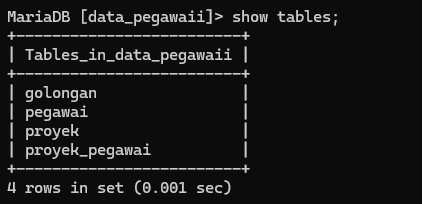 MariaDB [data_pegawaii]> show tables;
+-------------------------+
| Tables_in_data_pegawaii |
+-------------------------+
| golongan                |
| pegawai                 |
| proyek                  |
| proyek_pegawai          |
+-------------------------+
4 rows in set (0.001 sec)